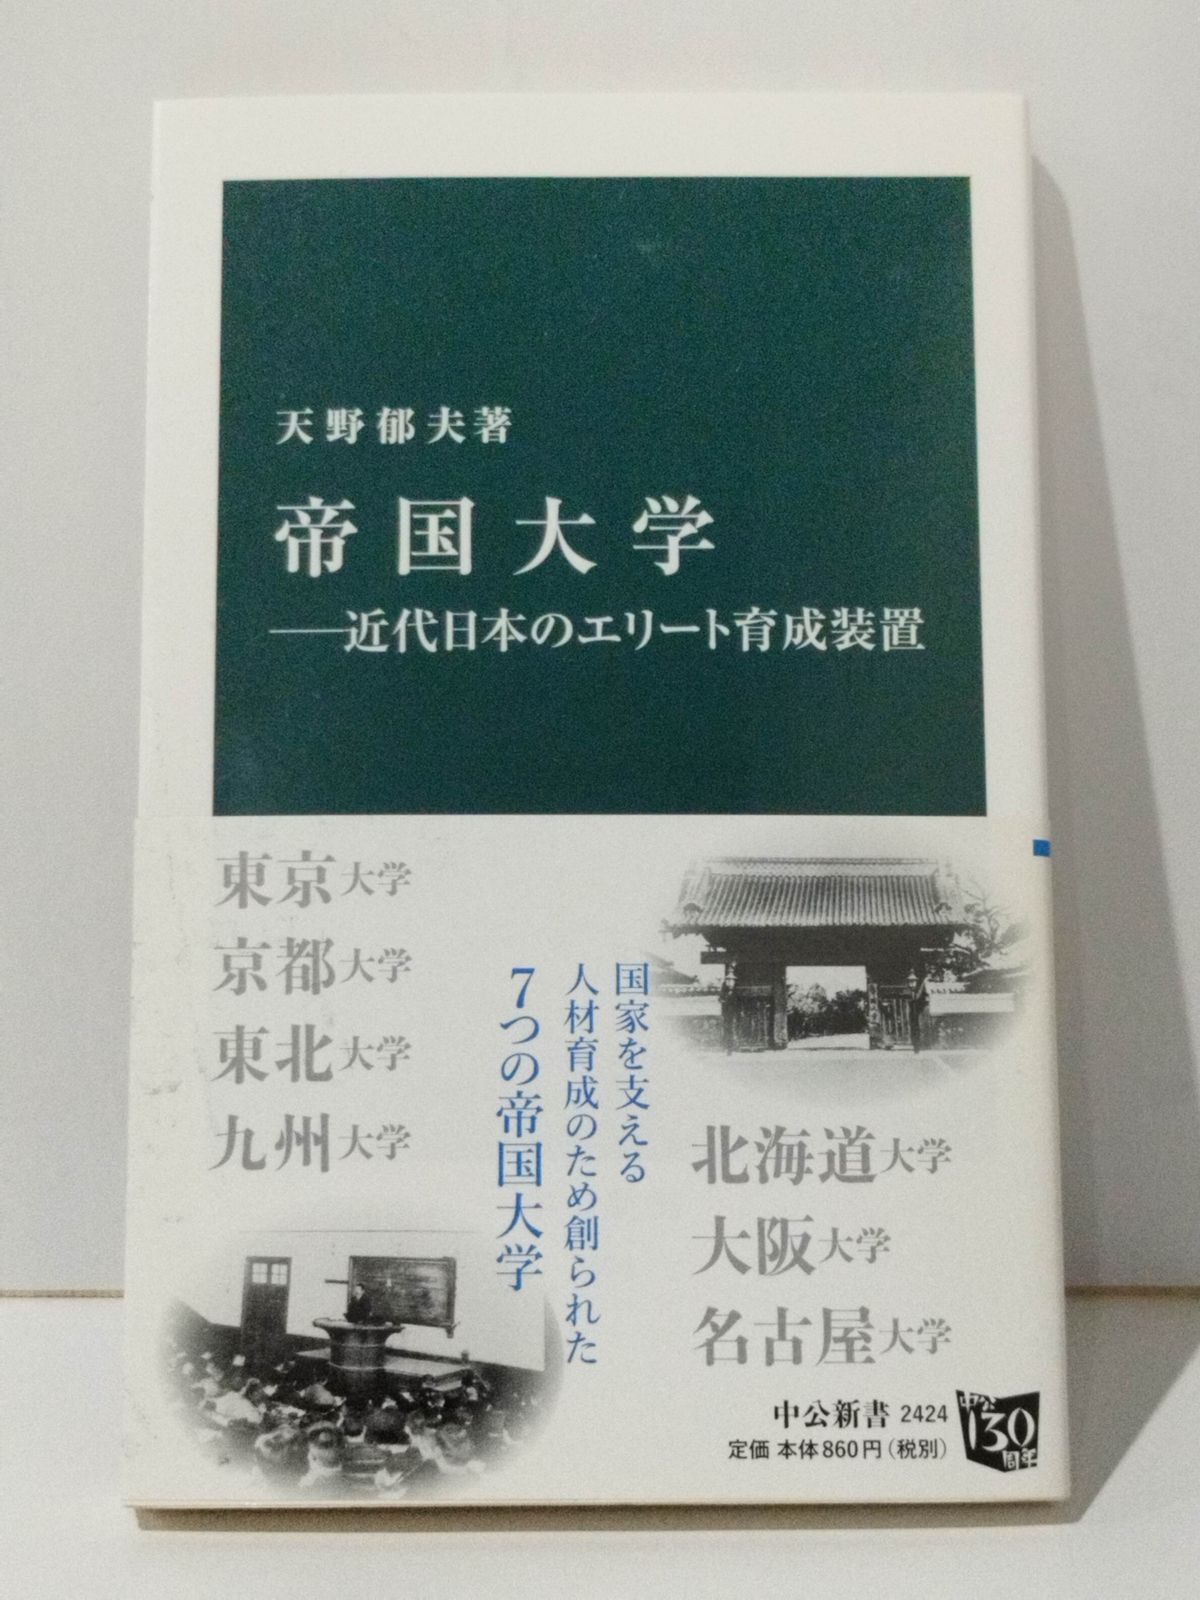 天野郁夫著
帝国大学
──近代日本のエリート育成装置
東京大学
京都大学
東北大学
九州大学
国家を支える
人材育成のため創られた
7つの帝国大学
北海道大学
大阪大学
名古屋大学
中公新書 2424
定価 本体860円(税別)
中公
130
周年